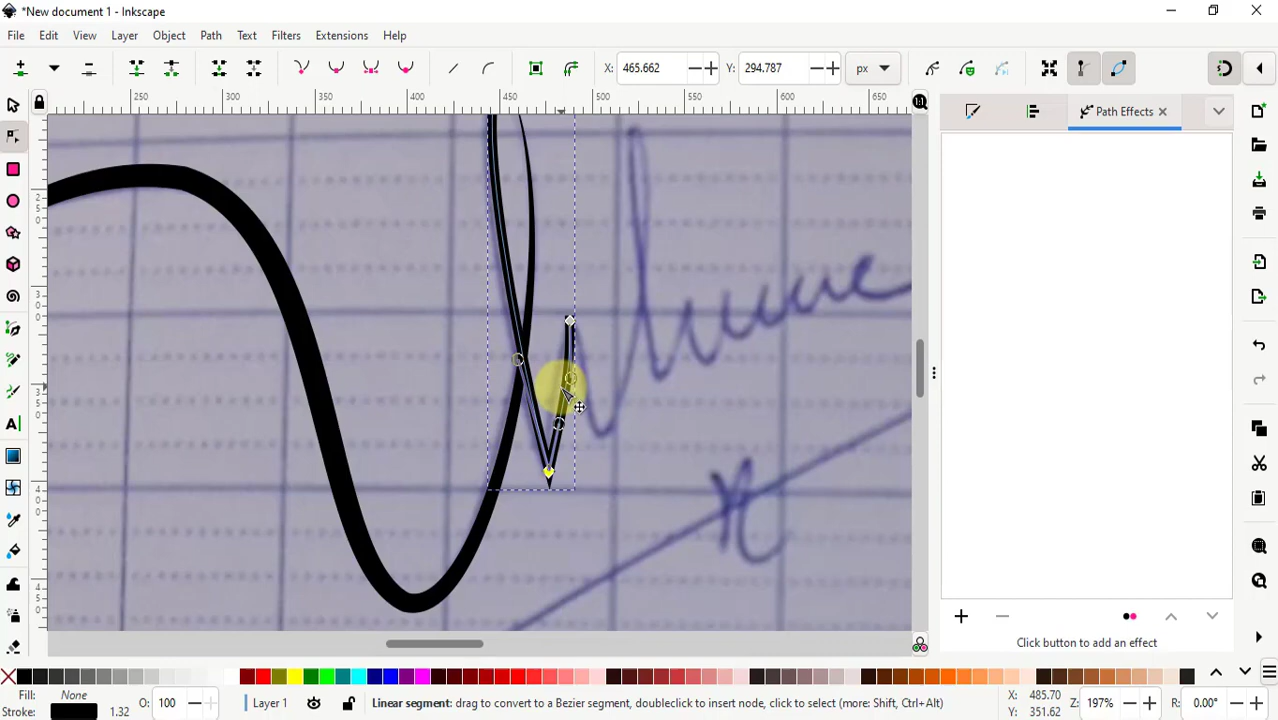 *New document 1 - Inkscape
File Edit View Layer Object Path Text Filters Extensions Help
X: 465.662 Y: 294.787 px
Path Effects
250 300 350 400 450 500 550 600 650
Click button to add an effect
Fill: None
Stroke: 1.32
O: 100
Layer 1
Linear segment: drag to convert to a Bezier segment, doubleclick to insert node, click to select (more: Shift, Ctrl+Alt)
X: 485.70
Y: 351.62
Z: 197%
R: 0.00°